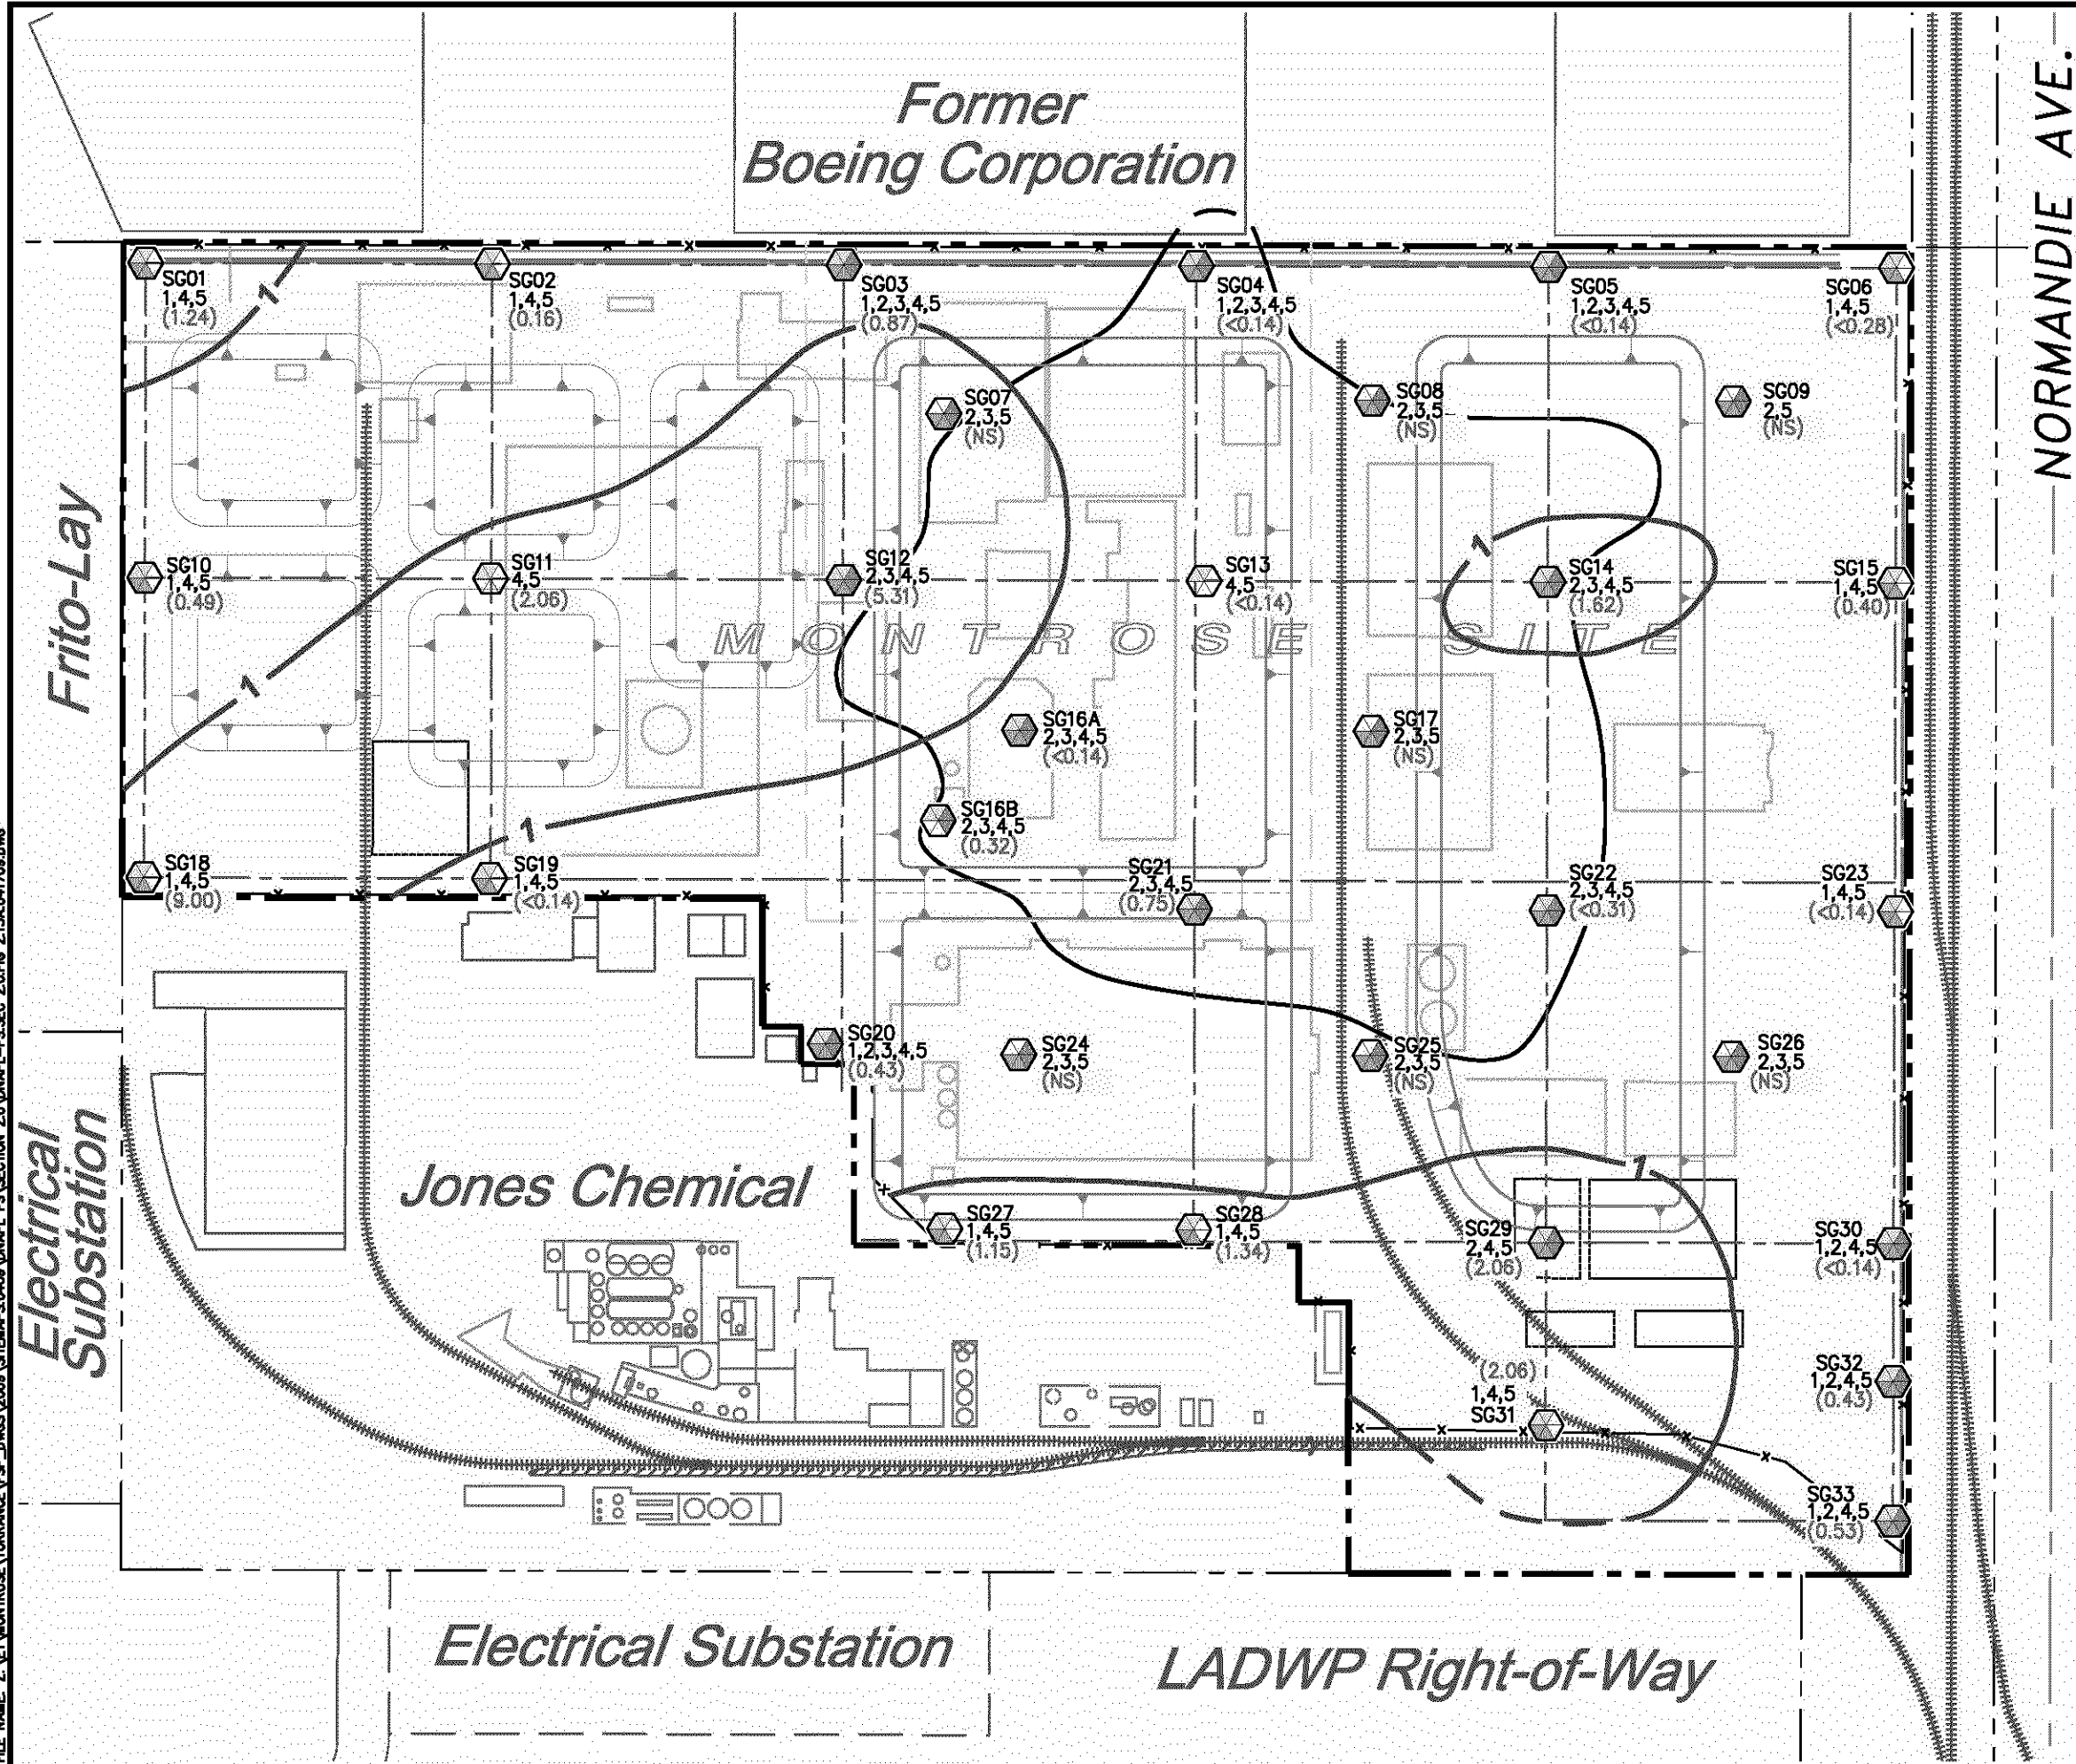 Former
Boeing Corporation
NORMANDIE AVE.
SG01
1,4,5
(1.24)
SG02
1,4,5
(0.16)
SG03
1,2,3,4,5
(0.87)
SG04
1,2,3,4,5
(<0.14)
SG05
1,2,3,4,5
(<0.14)
SG06
1,4,5
(<0.28)
1
SG07
2,3,5
(NS)
SG08
2,3,5
(NS)
SG09
2,5
(NS)
Frito-Lay
SG10
1,4,5
(0.49)
SG11
4,5
(2.06)
SG12
2,3,4,5
(5.31)
SG13
4,5
(<0.14)
1
SG14
2,3,4,5
(1.62)
SG15
1,4,5
(0.40)
MONTROSE SITE
1
SG16A
2,3,4,5
(<0.14)
SG17
2,3,5
(NS)
SG16B
2,3,4,5
(0.32)
1
SG18
1,4,5
(9.00)
SG19
1,4,5
(<0.14)
SG21
2,3,4,5
(0.75)
SG22
2,3,4,5
(<0.31)
SG23
1,4,5
(<0.14)
SG20
1,2,3,4,5
(0.43)
SG24
2,3,5
(NS)
SG25
2,3,5
(NS)
SG26
2,3,5
(NS)
Electrical
Substation
Jones Chemical
1
SG27
1,4,5
(1.15)
SG28
1,4,5
(1.34)
SG29
2,4,5
(2.06)
SG30
1,2,4,5
(<0.14)
(2.06)
1,4,5
SG31
SG32
1,2,4,5
(0.43)
SG33
1,2,4,5
(0.53)
Electrical Substation
LADWP Right-of-Way